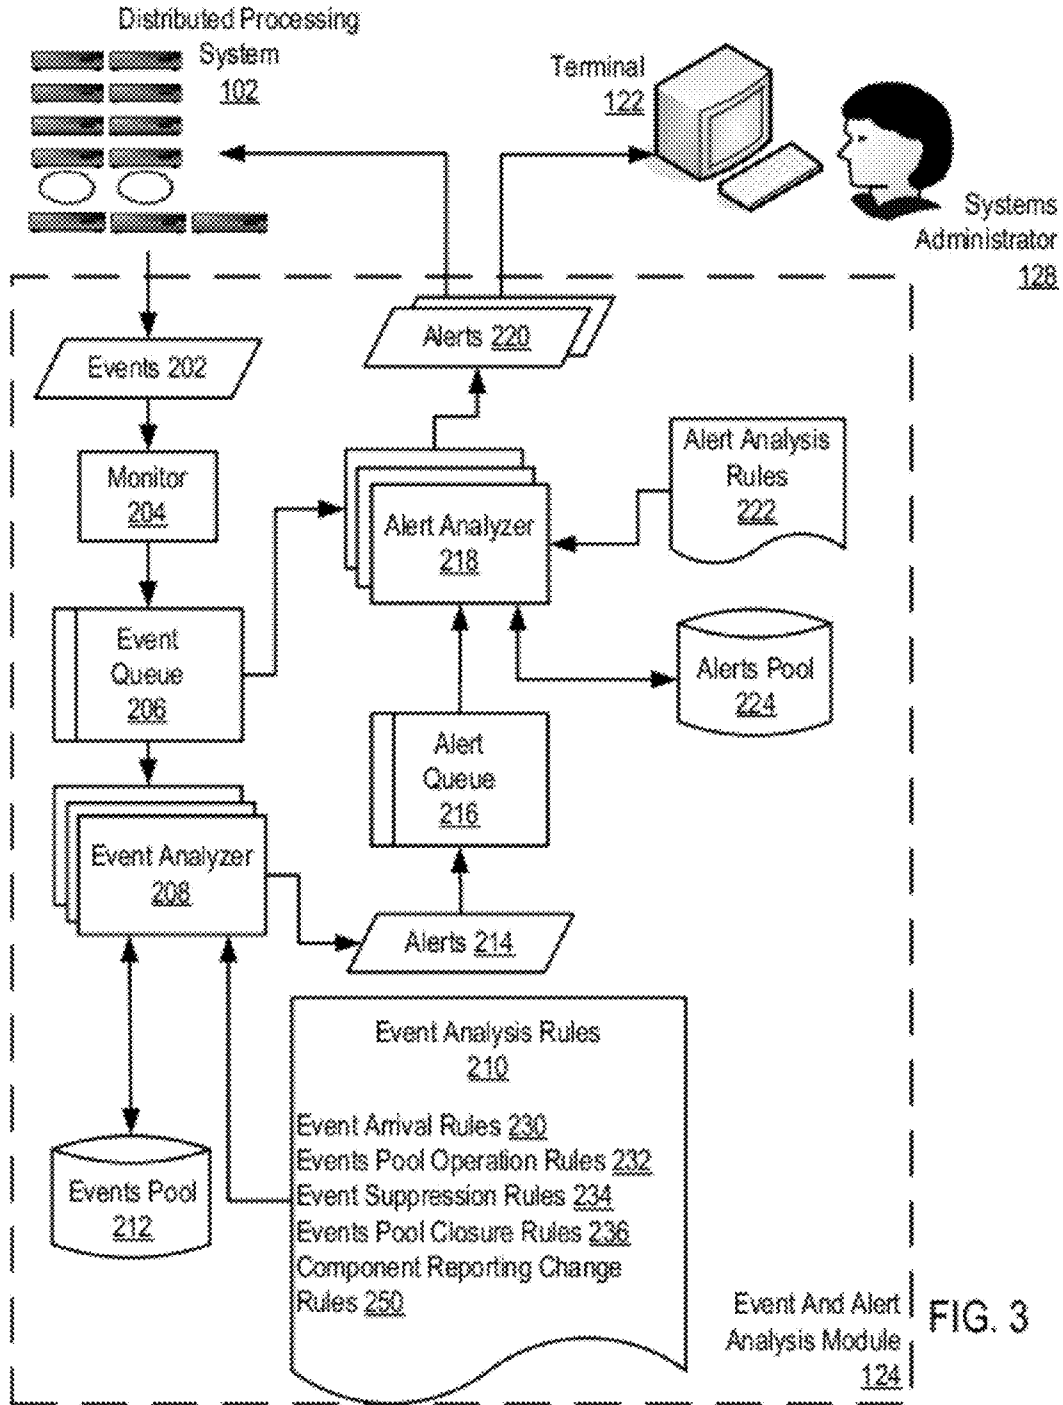 Distributed Processing
System
102
Terminal
122
Systems
Administrator
128
Alerts 220
Events 202
Monitor
204
Alert Analyzer
218
Alert Analysis
Rules
222
Event
Queue
206
Alerts Pool
224
Alert
Queue
216
Event Analyzer
208
Alerts 214
Event Analysis Rules
210
Event Arrival Rules 230
Events Pool Operation Rules 232
Event Suppression Rules 234
Events Pool Closure Rules 236
Component Reporting Change
Rules 250
Events Pool
212
Event And Alert
Analysis Module
124
FIG. 3